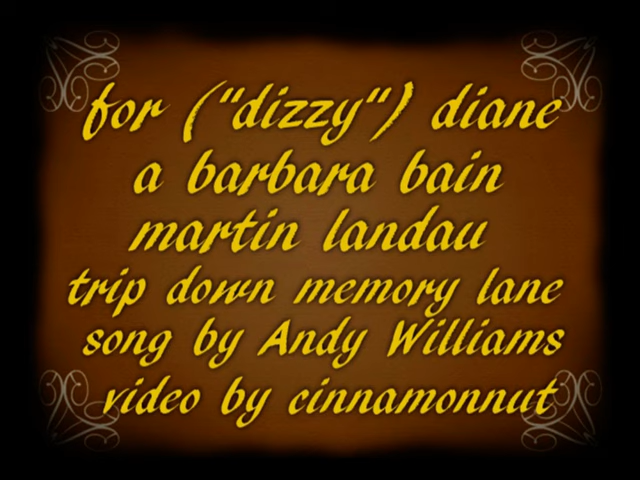 for ("dizzy") diane
a barbara bain
martin landau
trip down memory lane
song by Andy Williams
video by cinnamonnut